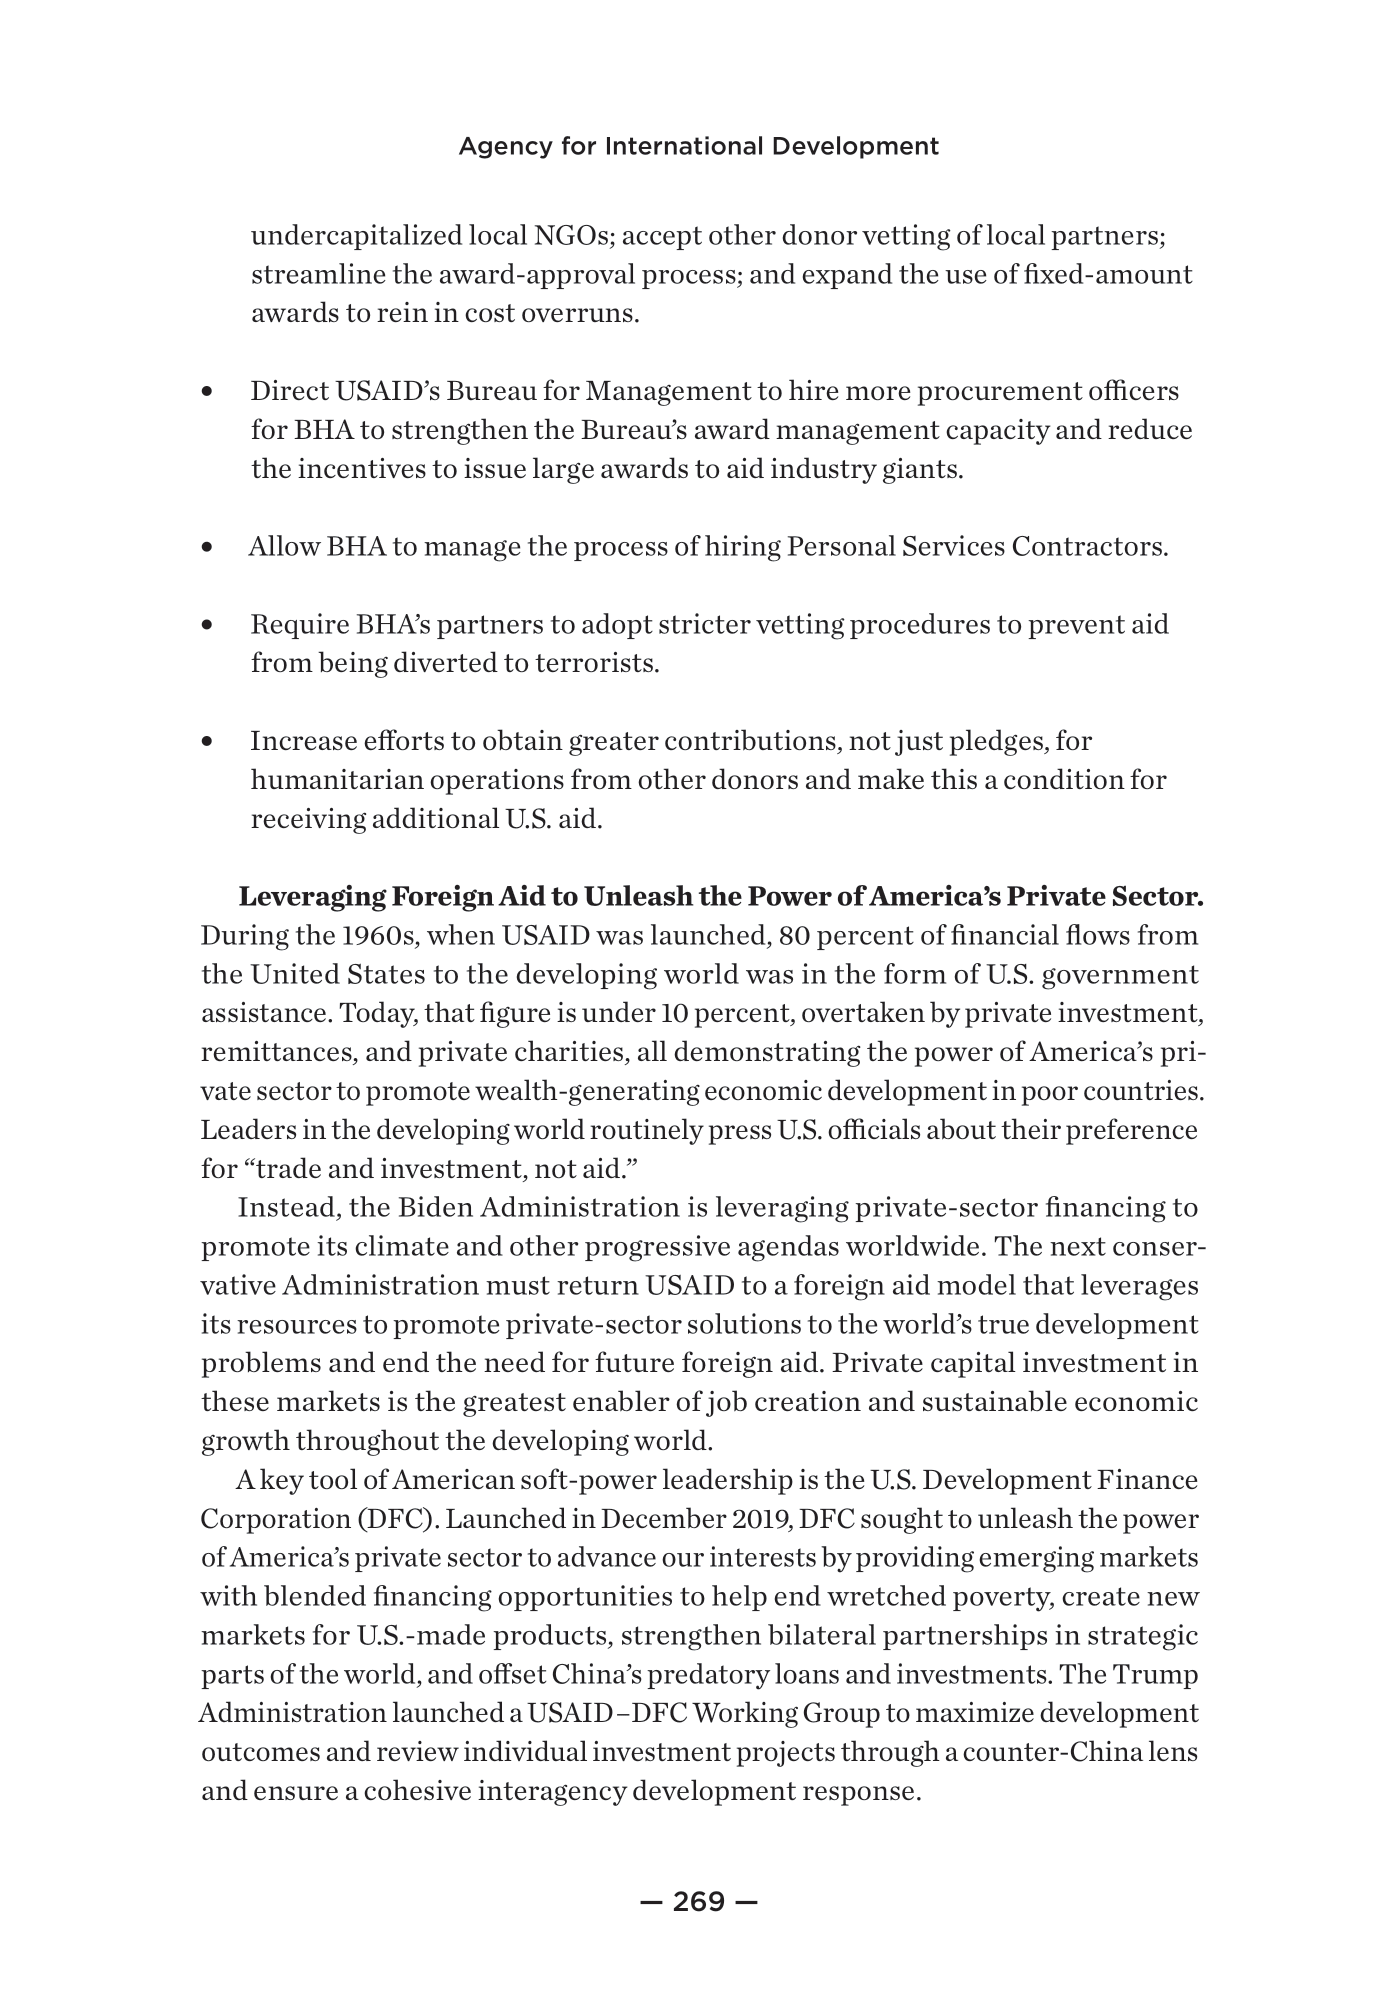 Agency for International Development
undercapitalized local NGOs; accept other donor vetting of local partners;
streamline the award-approval process; and expand the use of fixed-amount
awards to rein in cost overruns.
• Direct USAID’s Bureau for Management to hire more procurement officers
for BHA to strengthen the Bureau’s award management capacity and reduce
the incentives to issue large awards to aid industry giants.
• Allow BHA to manage the process of hiring Personal Services Contractors.
• Require BHA’s partners to adopt stricter vetting procedures to prevent aid
from being diverted to terrorists.
• Increase efforts to obtain greater contributions, not just pledges, for
humanitarian operations from other donors and make this a condition for
receiving additional U.S. aid.
Leveraging Foreign Aid to Unleash the Power of America’s Private Sector.
During the 1960s, when USAID was launched, 80 percent of financial flows from
the United States to the developing world was in the form of U.S. government
assistance. Today, that figure is under 10 percent, overtaken by private investment,
remittances, and private charities, all demonstrating the power of America’s pri-
vate sector to promote wealth-generating economic development in poor countries.
Leaders in the developing world routinely press U.S. officials about their preference
for “trade and investment, not aid.”
Instead, the Biden Administration is leveraging private-sector financing to
promote its climate and other progressive agendas worldwide. The next conser-
vative Administration must return USAID to a foreign aid model that leverages
its resources to promote private-sector solutions to the world’s true development
problems and end the need for future foreign aid. Private capital investment in
these markets is the greatest enabler of job creation and sustainable economic
growth throughout the developing world.
A key tool of American soft-power leadership is the U.S. Development Finance
Corporation (DFC). Launched in December 2019, DFC sought to unleash the power
of America’s private sector to advance our interests by providing emerging markets
with blended financing opportunities to help end wretched poverty, create new
markets for U.S.-made products, strengthen bilateral partnerships in strategic
parts of the world, and offset China’s predatory loans and investments. The Trump
Administration launched a USAID–DFC Working Group to maximize development
outcomes and review individual investment projects through a counter-China lens
and ensure a cohesive interagency development response.
— 269 —